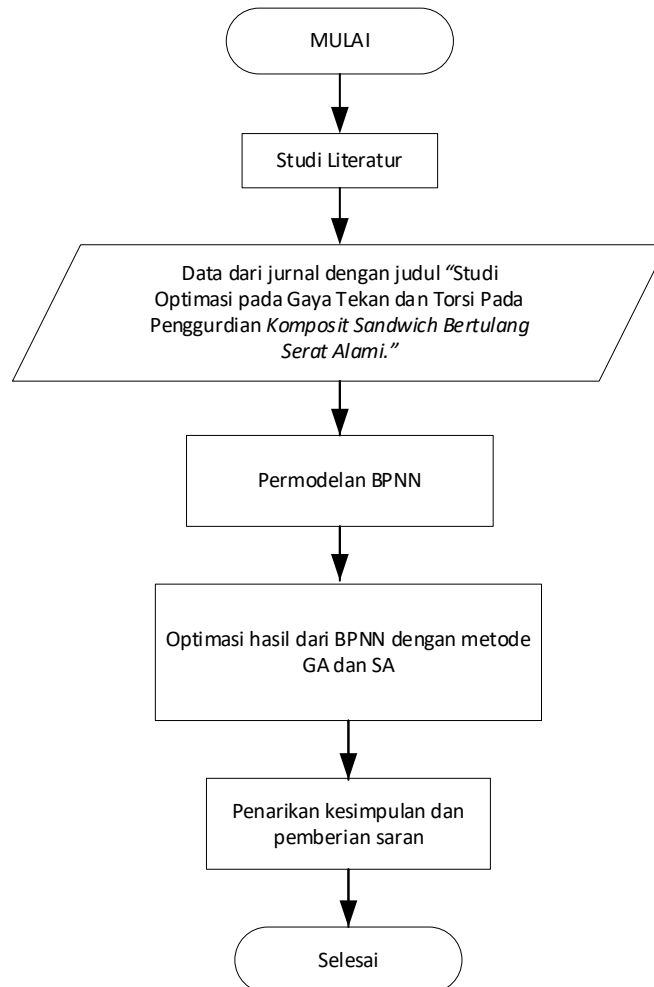 MULAI
Studi Literatur
Data dari jurnal dengan judul “Studi
Optimasi pada Gaya Tekan dan Torsi Pada
Penggurdian Komposit Sandwich Bertulang
Serat Alami.”
Permodelan BPNN
Optimasi hasil dari BPNN dengan metode
GA dan SA
Penarikan kesimpulan dan
pemberian saran
Selesai